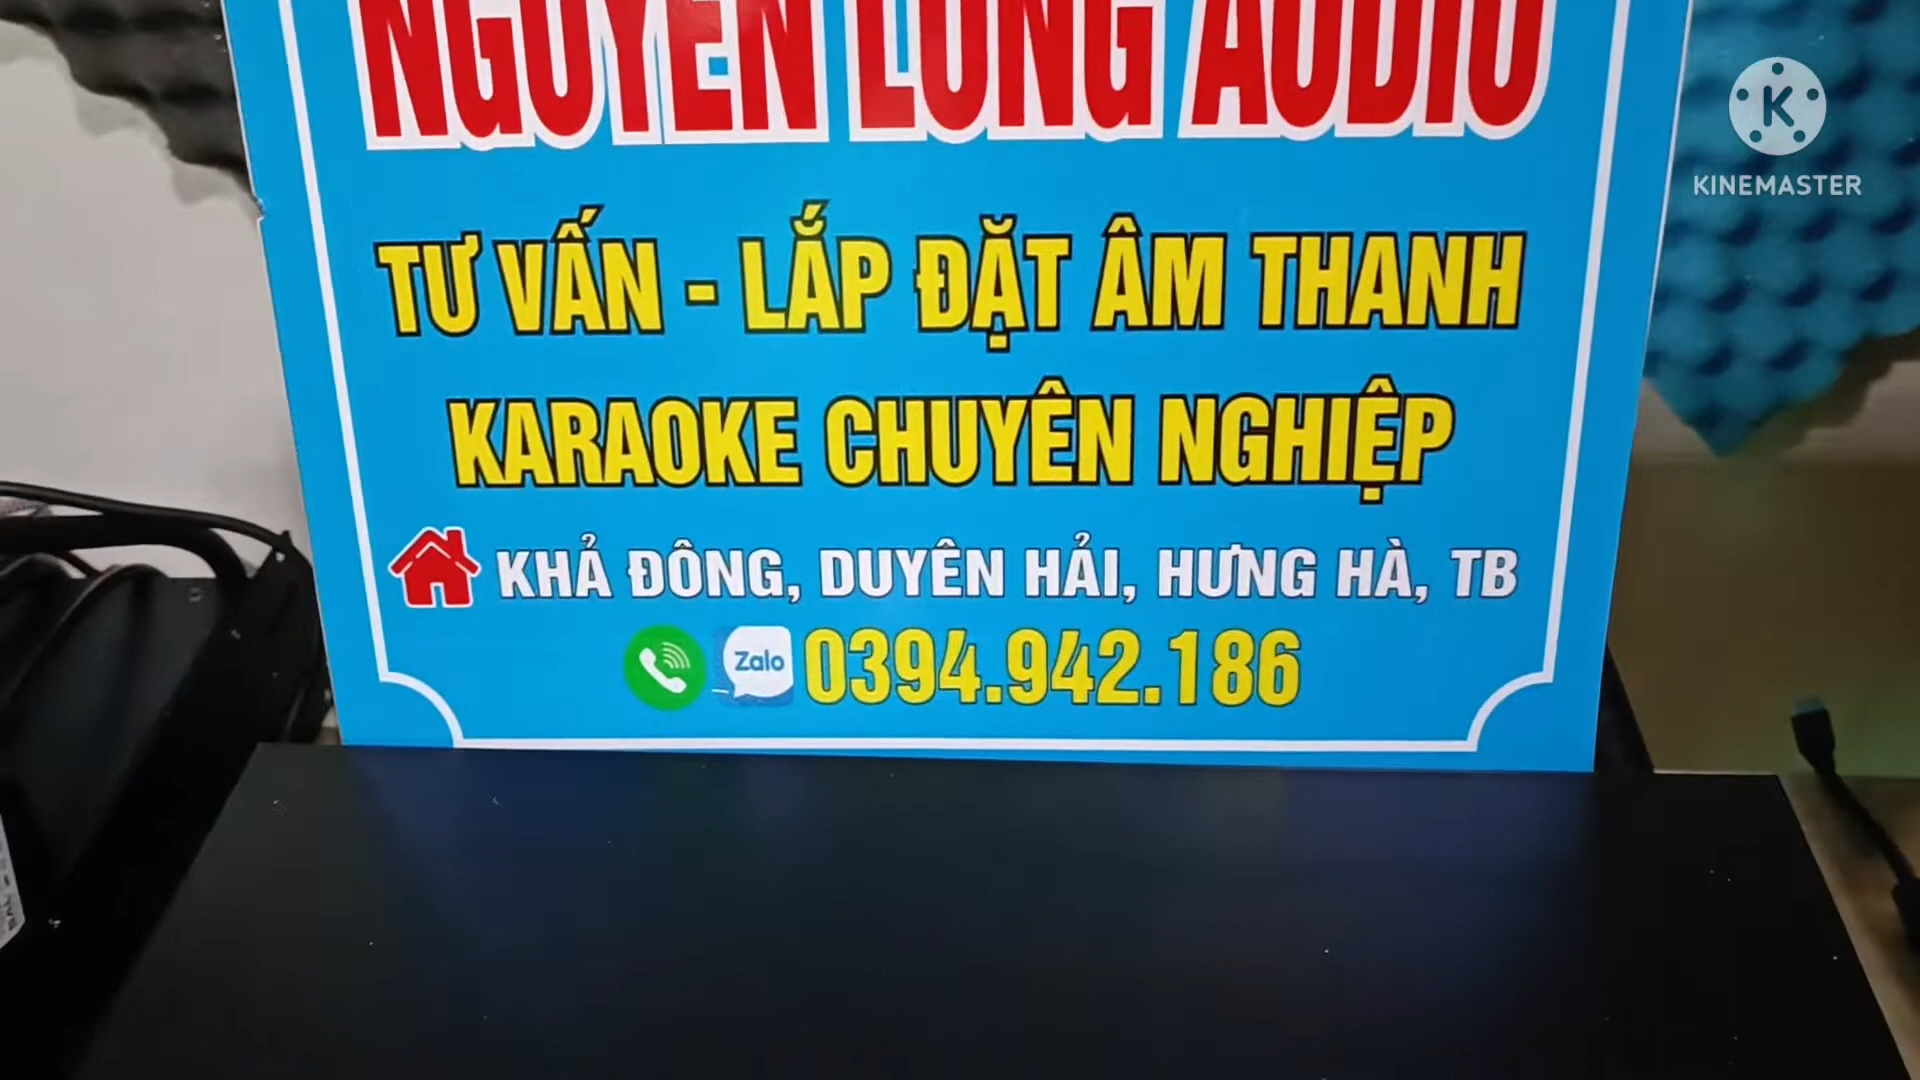 NGUYỄN LONG AUDIO
KINEMASTER
TƯ VẤN - LẮP ĐẶT ÂM THANH
KARAOKE CHUYÊN NGHIỆP
KHẢ ĐÔNG, DUYÊN HẢI, HƯNG HÀ, TB
Zalo 0394.942.186